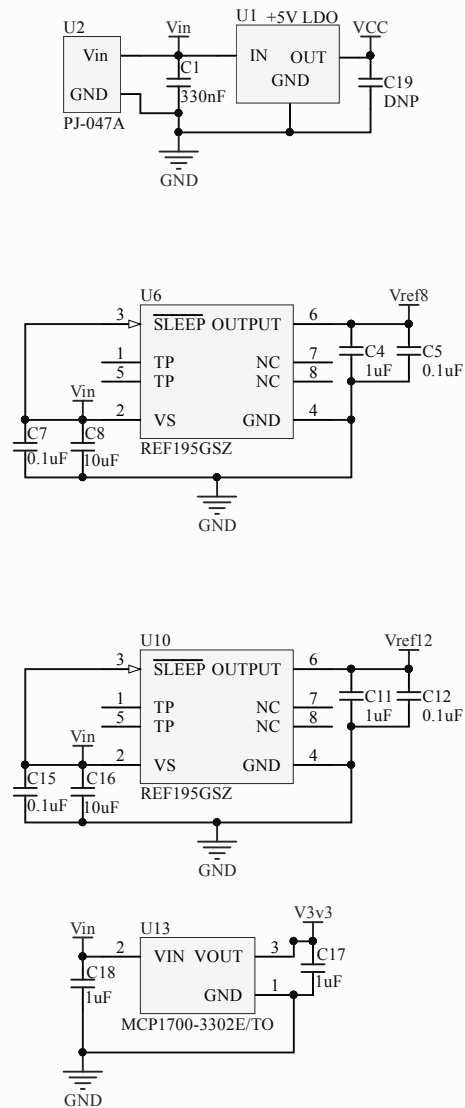 U2
Vin
GND
PJ-047A
Vin
C1
330nF
GND
U1 +5V LDO
IN OUT
GND
VCC
C19
DNP
U6
3 SLEEP OUTPUT 6
1 TP NC 7
5 TP NC 8
2 VS GND 4
REF195GSZ
Vin
C7
0.1uF
C8
10uF
Vref8
C4
1uF
C5
0.1uF
GND
U10
3 SLEEP OUTPUT 6
1 TP NC 7
5 TP NC 8
2 VS GND 4
REF195GSZ
Vin
C15
0.1uF
C16
10uF
Vref12
C11
1uF
C12
0.1uF
GND
U13
2 VIN VOUT 3
GND 1
MCP1700-3302E/TO
Vin
C18
1uF
V3v3
C17
1uF
GND